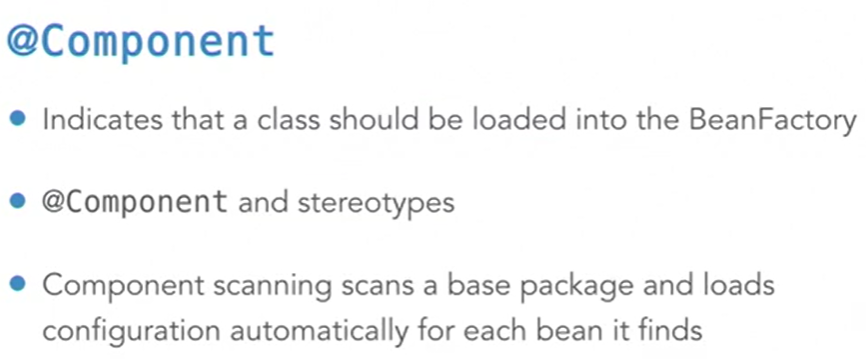 @Component
• Indicates that a class should be loaded into the BeanFactory
• @Component and stereotypes
• Component scanning scans a base package and loads
configuration automatically for each bean it finds